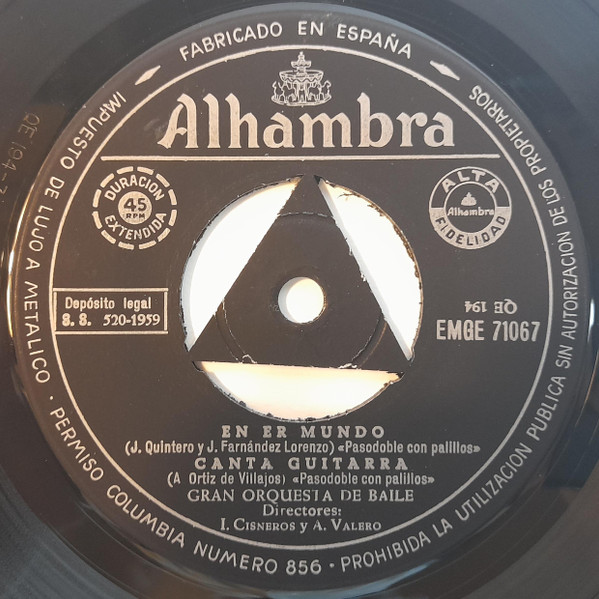 FABRICADO EN ESPAÑA
Alhambra
DURACION
45
RPM
EXTENDIDA
ALTA
Alhambra
FIDELIDAD
Depósito legal
S. S. 520-1959
QE 194
EMGE 71067
EN ER MUNDO
(J. Quintero y J. Farnández Lorenzo) «Pasodoble con palillos»
CANTA GUITARRA
(A Ortiz de Villajos) «Pasodoble con palillos»
GRAN ORQUESTA DE BAILE
Directores:
I. CISNEROS y A. VALERO
IMPUESTO DE LUJO A METALICO · PERMISO COLUMBIA NUMERO 856 · PROHIBIDA LA UTILIZACION PUBLICA SIN AUTORIZACION DE LOS PROPIETARIOS